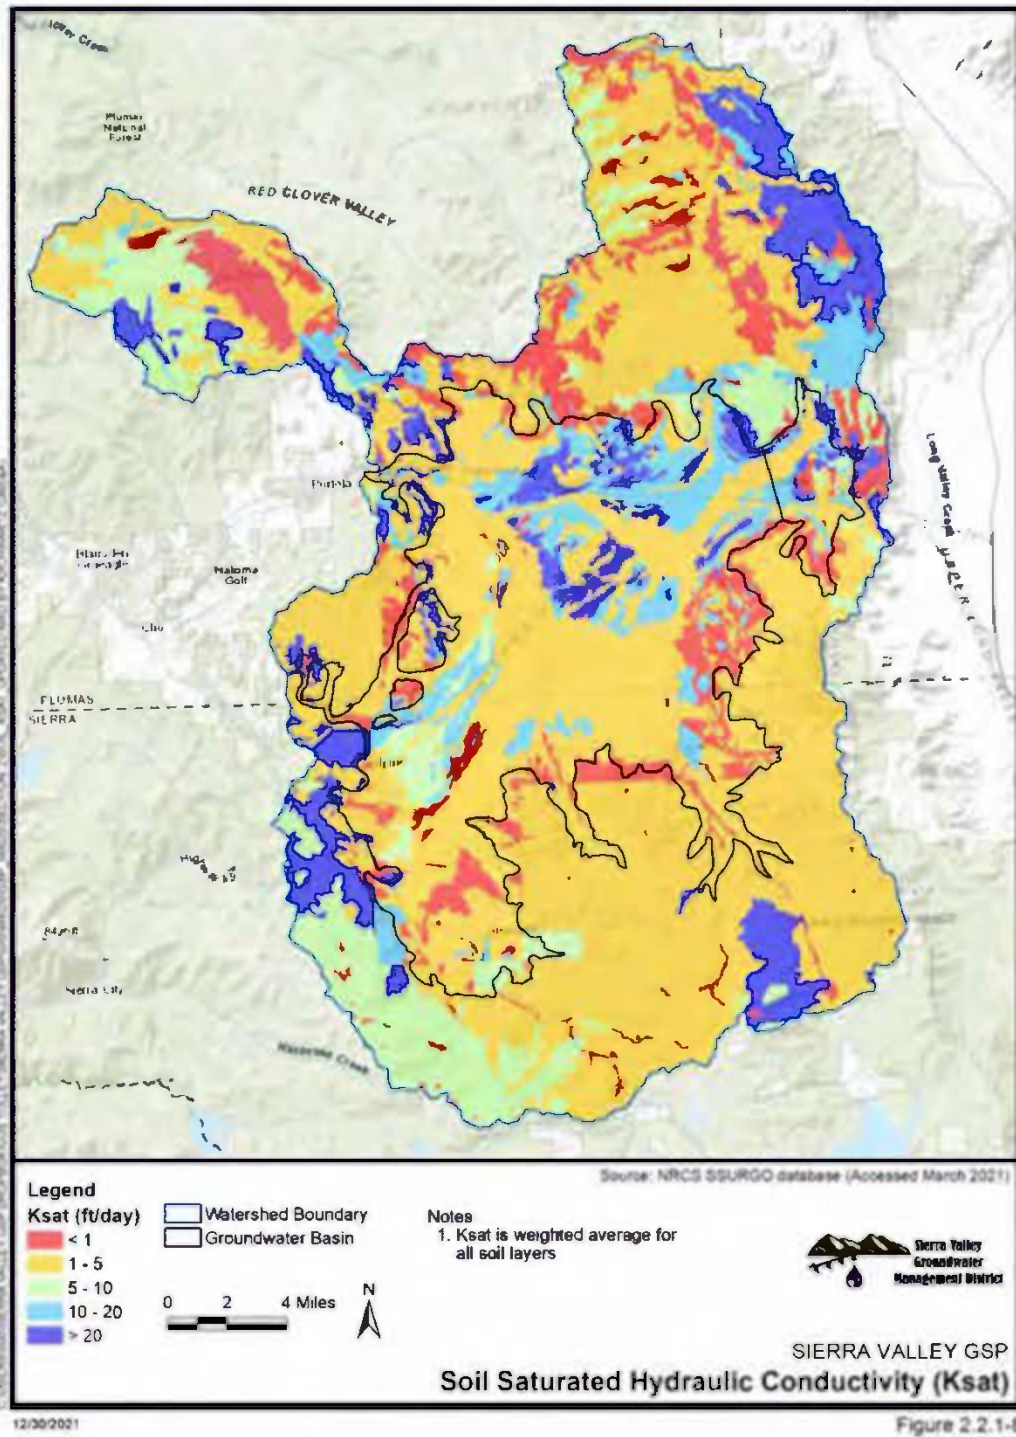 Plumas
National
Forest
RED CLOVER VALLEY
Portola
Long Valley Creek
Nakoma
Golf
PLUMAS
SIERRA
Sierra City
Source: NRCS SSURGO database (Accessed March 2021)
Legend
Ksat (ft/day)
< 1
1 - 5
5 - 10
10 - 20
> 20
Watershed Boundary
Groundwater Basin
0 2 4 Miles
N
Notes
1. Ksat is weighted average for
all soil layers
Sierra Valley
Groundwater
Management District
SIERRA VALLEY GSP
Soil Saturated Hydraulic Conductivity (Ksat)
12/30/2021